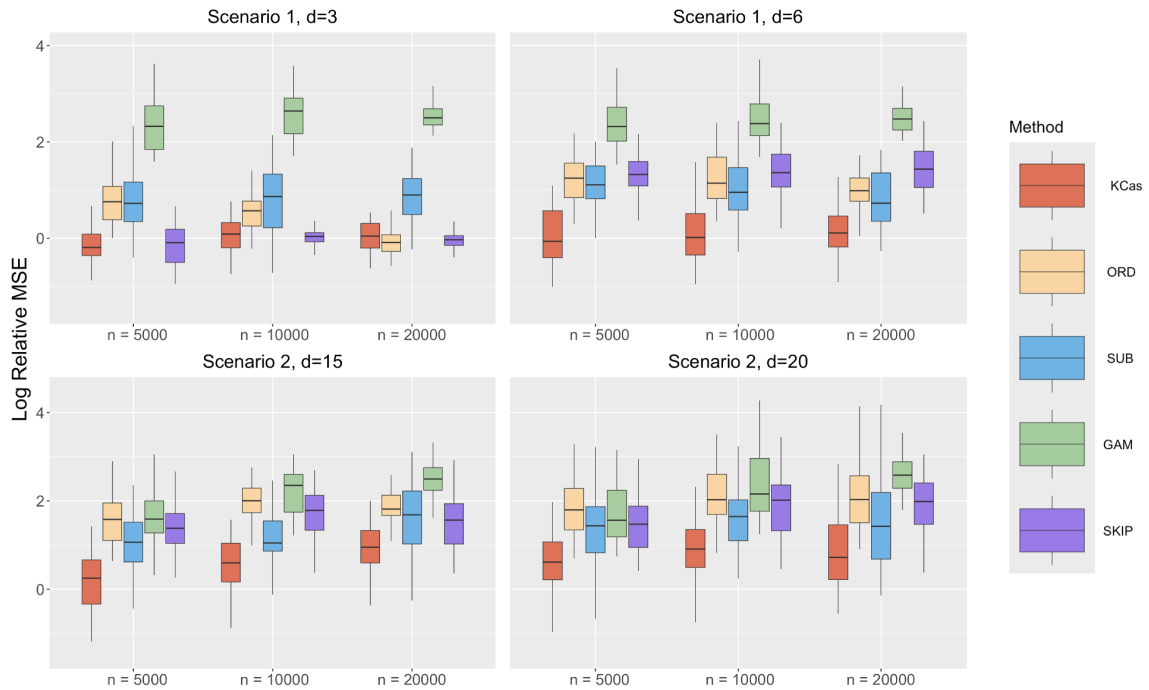 Scenario 1, d=3
Scenario 1, d=6
4
2
0
n = 5000
n = 10000
n = 20000
n = 5000
n = 10000
n = 20000
Log Relative MSE
Scenario 2, d=15
Scenario 2, d=20
4
2
0
n = 5000
n = 10000
n = 20000
n = 5000
n = 10000
n = 20000
Method
KCas
ORD
SUB
GAM
SKIP